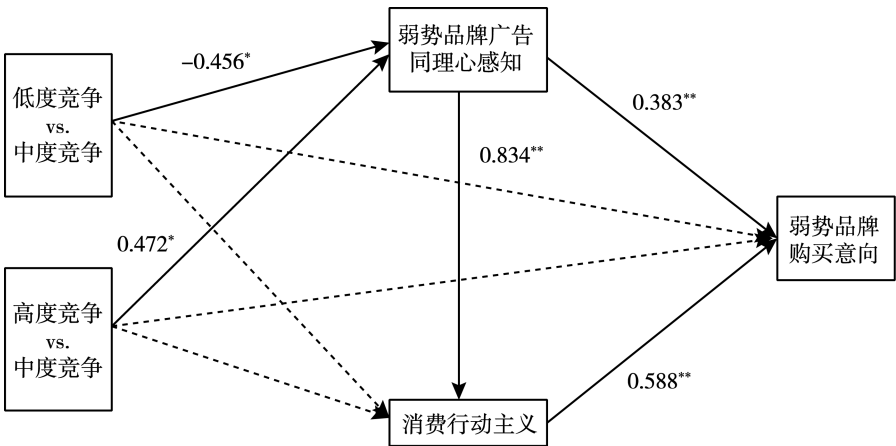 弱势品牌广告
同理心感知
-0.456*
低度竞争
vs.
中度竞争
0.383**
0.834**
弱势品牌
购买意向
0.472*
高度竞争
vs.
中度竞争
0.588**
消费行动主义